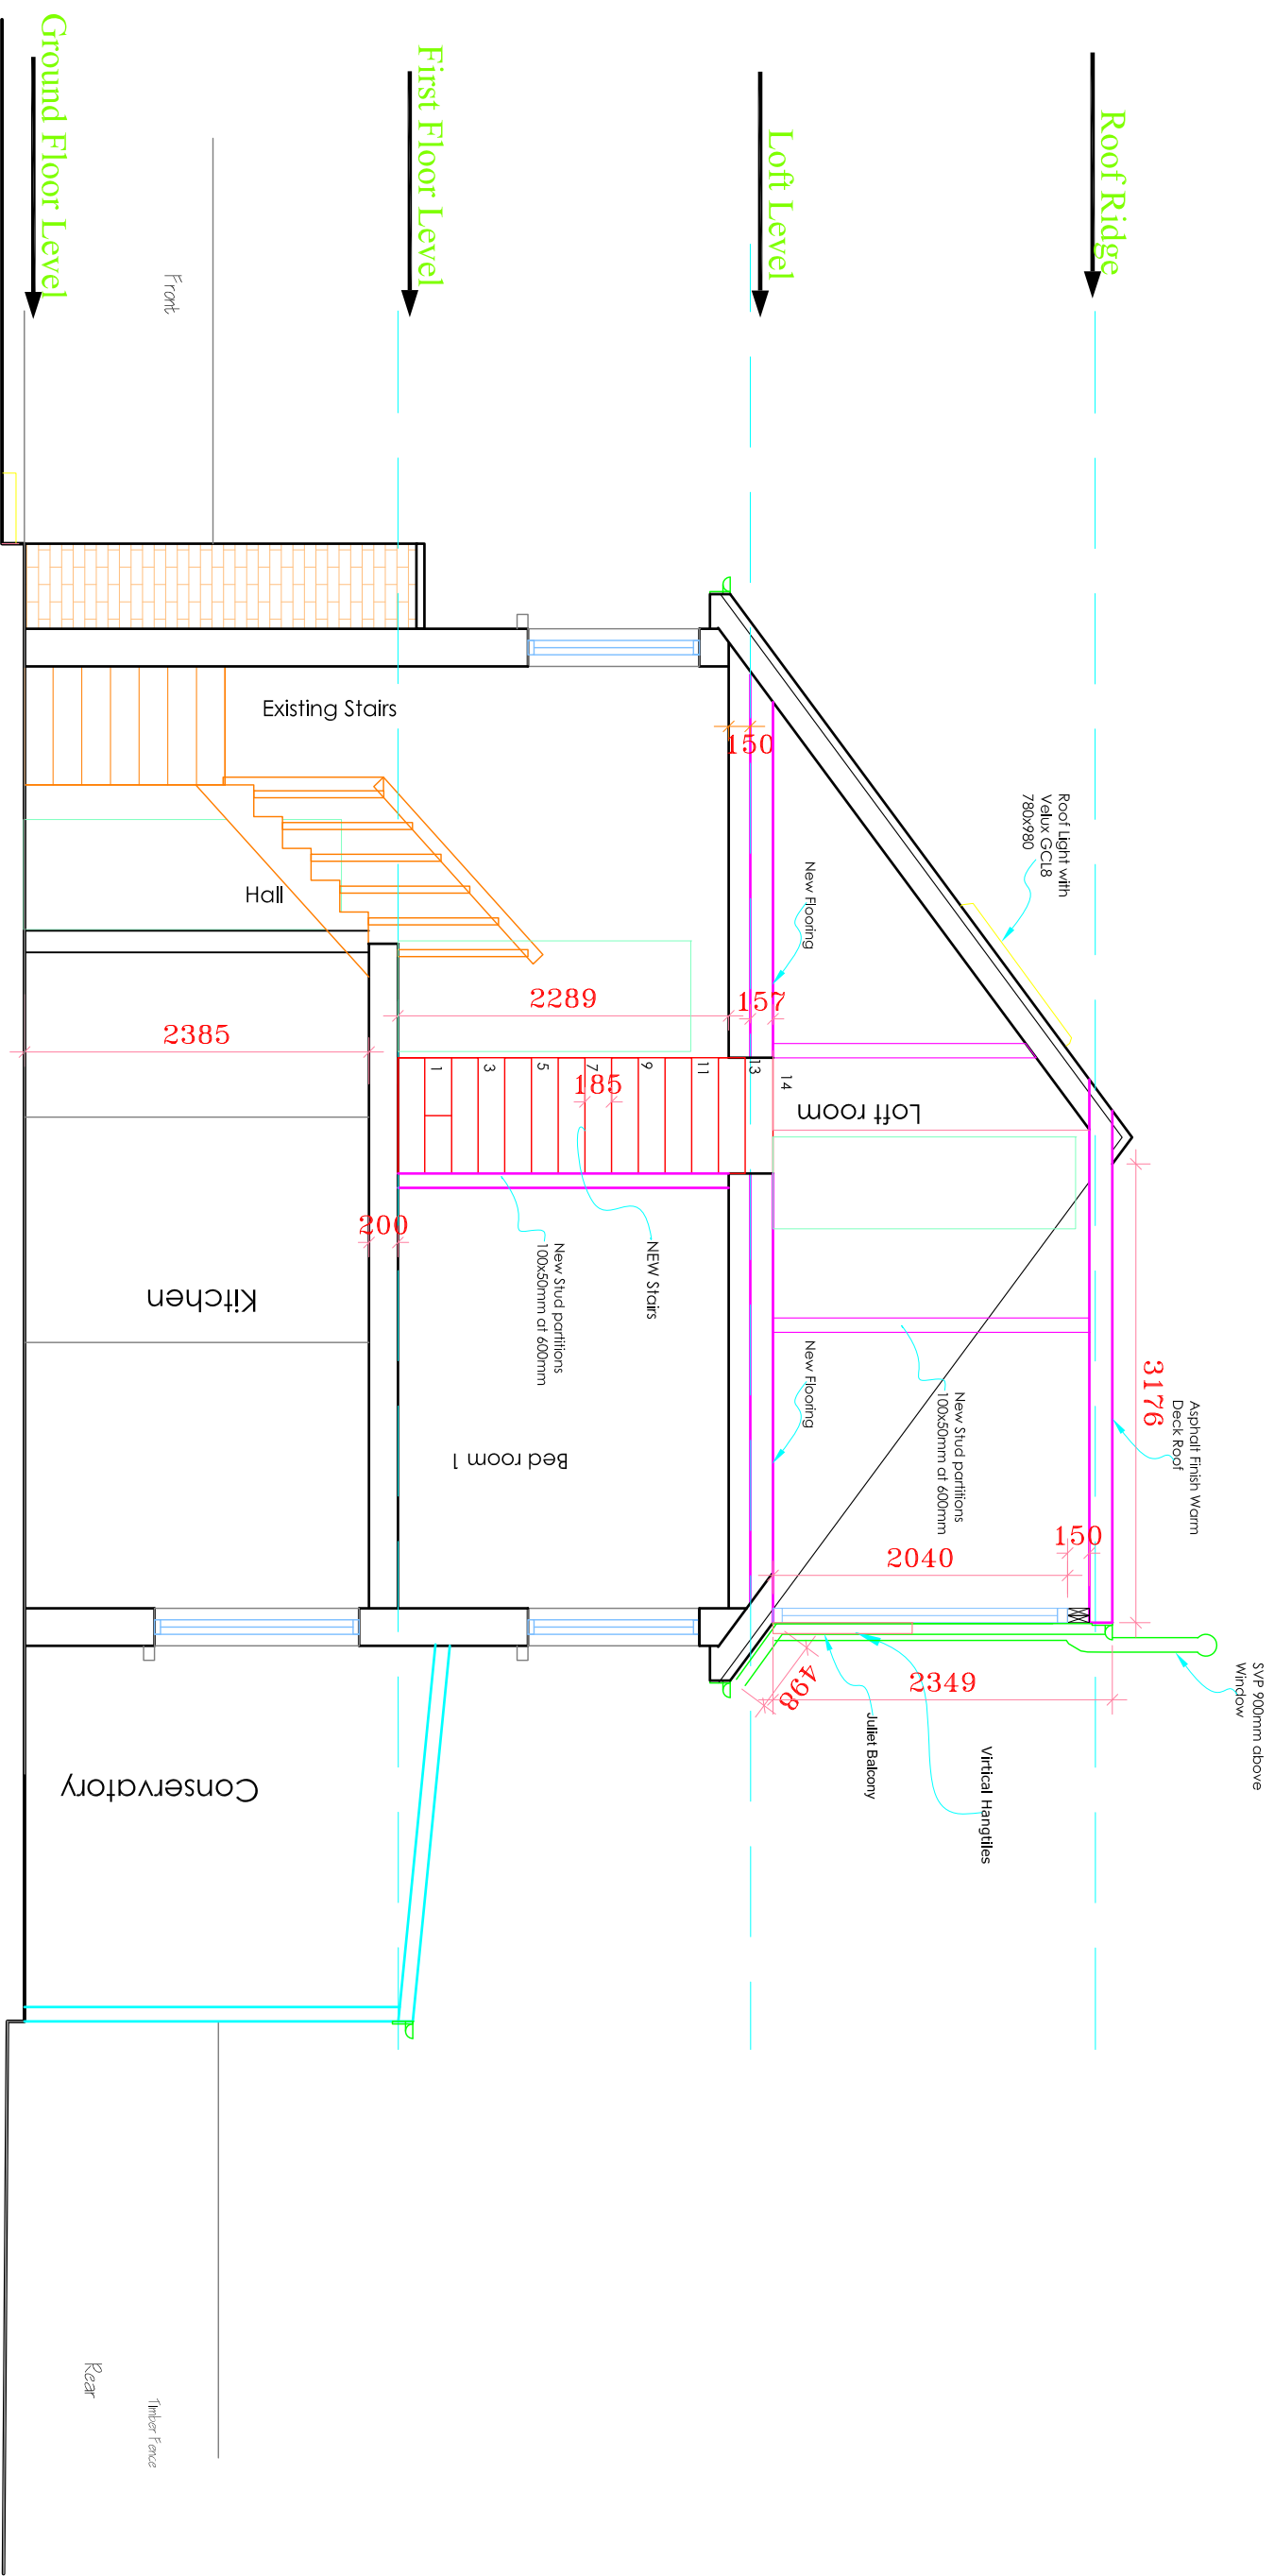 SVP 900mm above
Window
Asphalt Finish Warm
Deck Roof
3176
Roof Ridge
Roof Light with
Velux GCL8
780x980
150
2040
2349
498
Virtical Hangtiles
Juliet Balcony
New Stud partitions
100x50mm at 600mm
Loft room
Loft Level
New Flooring
New Flooring
150
157
14
13
11
9
7
5
3
1
185
2289
NEW Stairs
New Stud partitions
100x50mm at 600mm
Bed room 1
First Floor Level
200
Existing Stairs
Hall
2385
Kitchen
Conservatory
Front
Ground Floor Level
Timber Fence
Rear